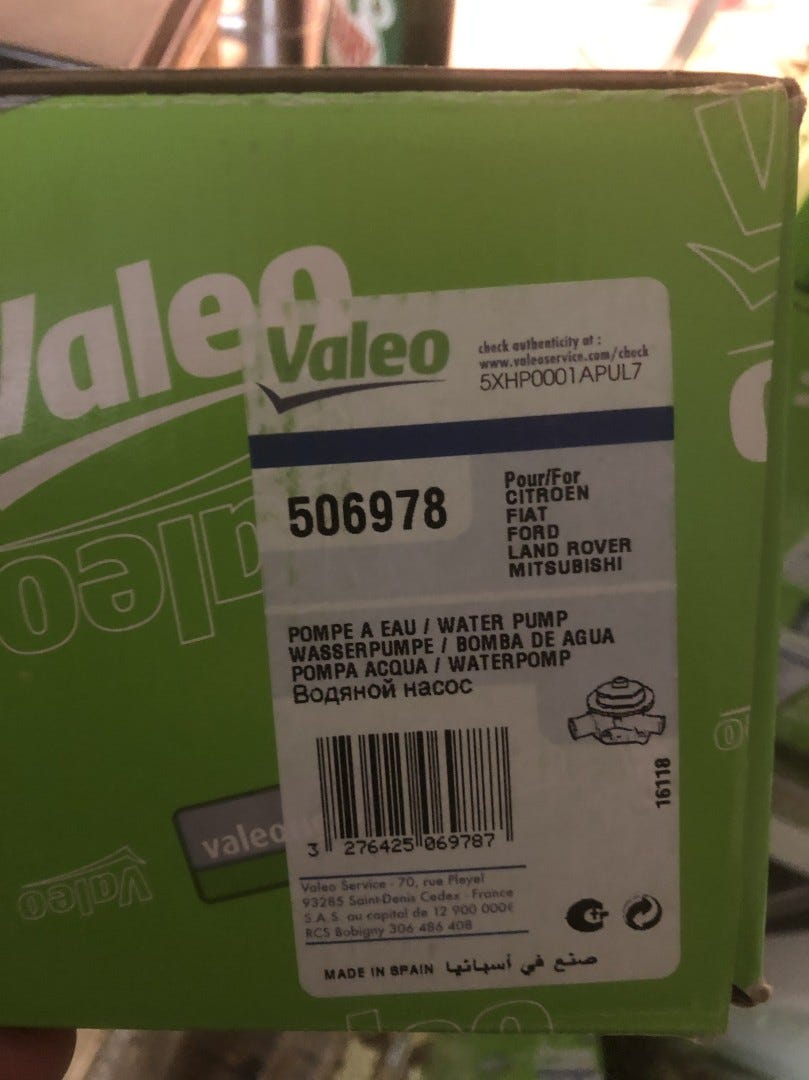 Valeo
Valeo
check authenticity at :
www.valeoservice.com/check
5XHP0001APUL7
506978
Pour/For
CITROEN
FIAT
FORD
LAND ROVER
MITSUBISHI
POMPE A EAU / WATER PUMP
WASSERPUMPE / BOMBA DE AGUA
POMPA ACQUA / WATERPOMP
Водяной насос
16118
3 276425 069787
Valeo Service - 70, rue Pleyel
93285 Saint-Denis Cedex - France
S.A.S. au capital de 12 900 000€
RCS Bobigny 306 486 408
MADE IN SPAIN صنع في أسبانيا
Valeo
valeo
Valeo